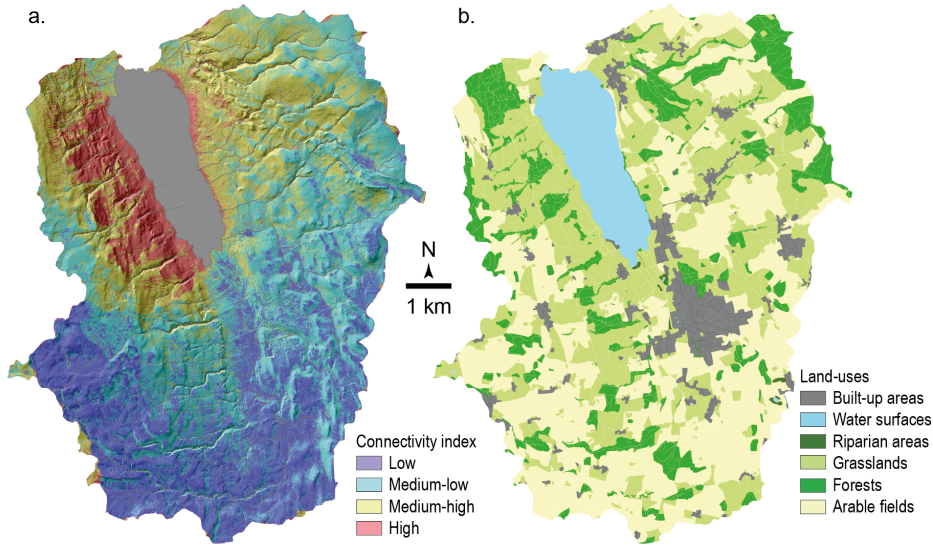 a.
b.
N
1 km
Connectivity index
Low
Medium-low
Medium-high
High
Land-uses
Built-up areas
Water surfaces
Riparian areas
Grasslands
Forests
Arable fields